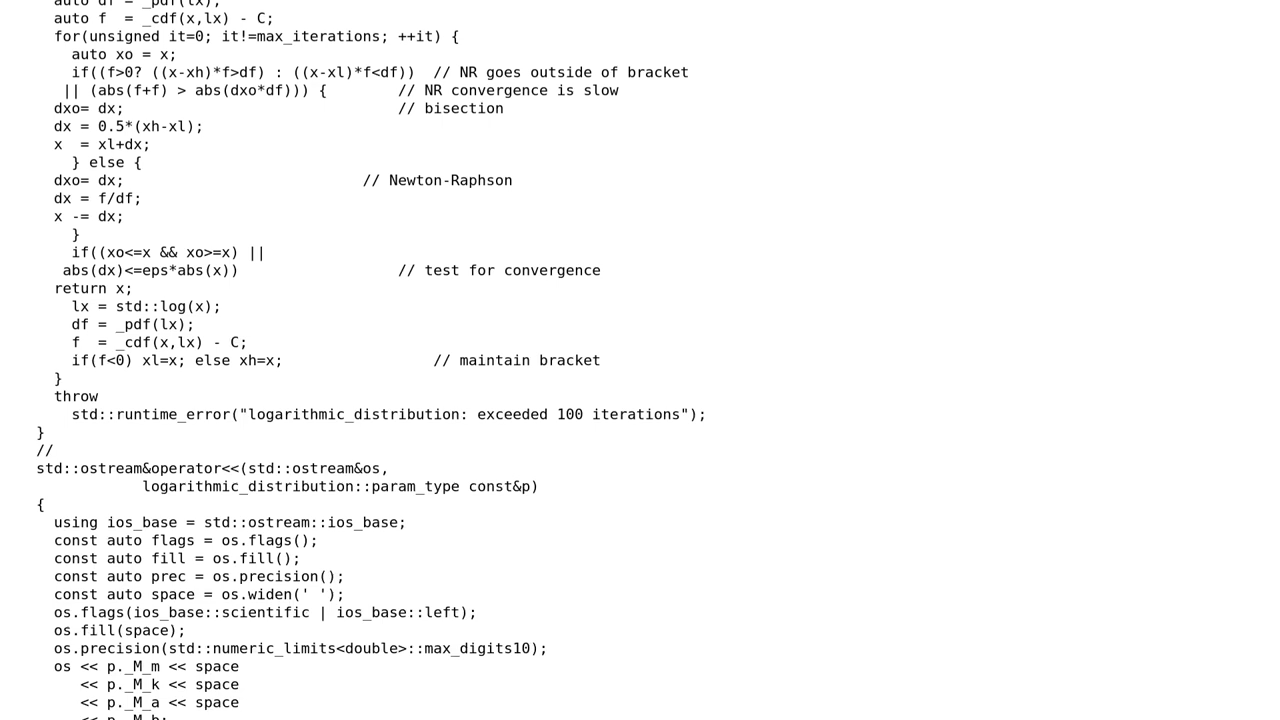 auto df = _pdf(lx);
auto f  = _cdf(x,lx) - C;
for(unsigned it=0; it!=max_iterations; ++it) {
auto xo = x;
if((f>0? ((x-xh)*f>df) : ((x-xl)*f<df))  // NR goes outside of bracket
|| (abs(f+f) > abs(dxo*df))) {        // NR convergence is slow
dxo= dx;                               // bisection
dx = 0.5*(xh-xl);
x  = xl+dx;
} else {
dxo= dx;                           // Newton-Raphson
dx = f/df;
x -= dx;
}
if((xo<=x && xo>=x) ||
abs(dx)<=eps*abs(x))                  // test for convergence
return x;
lx = std::log(x);
df = _pdf(lx);
f  = _cdf(x,lx) - C;
if(f<0) xl=x; else xh=x;                 // maintain bracket
}
throw
std::runtime_error("logarithmic_distribution: exceeded 100 iterations");
}
//
std::ostream&operator<<(std::ostream&os,
logarithmic_distribution::param_type const&p)
{
using ios_base = std::ostream::ios_base;
const auto flags = os.flags();
const auto fill = os.fill();
const auto prec = os.precision();
const auto space = os.widen(' ');
os.flags(ios_base::scientific | ios_base::left);
os.fill(space);
os.precision(std::numeric_limits<double>::max_digits10);
os << p._M_m << space
<< p._M_k << space
<< p._M_a << space
<< p._M_b;